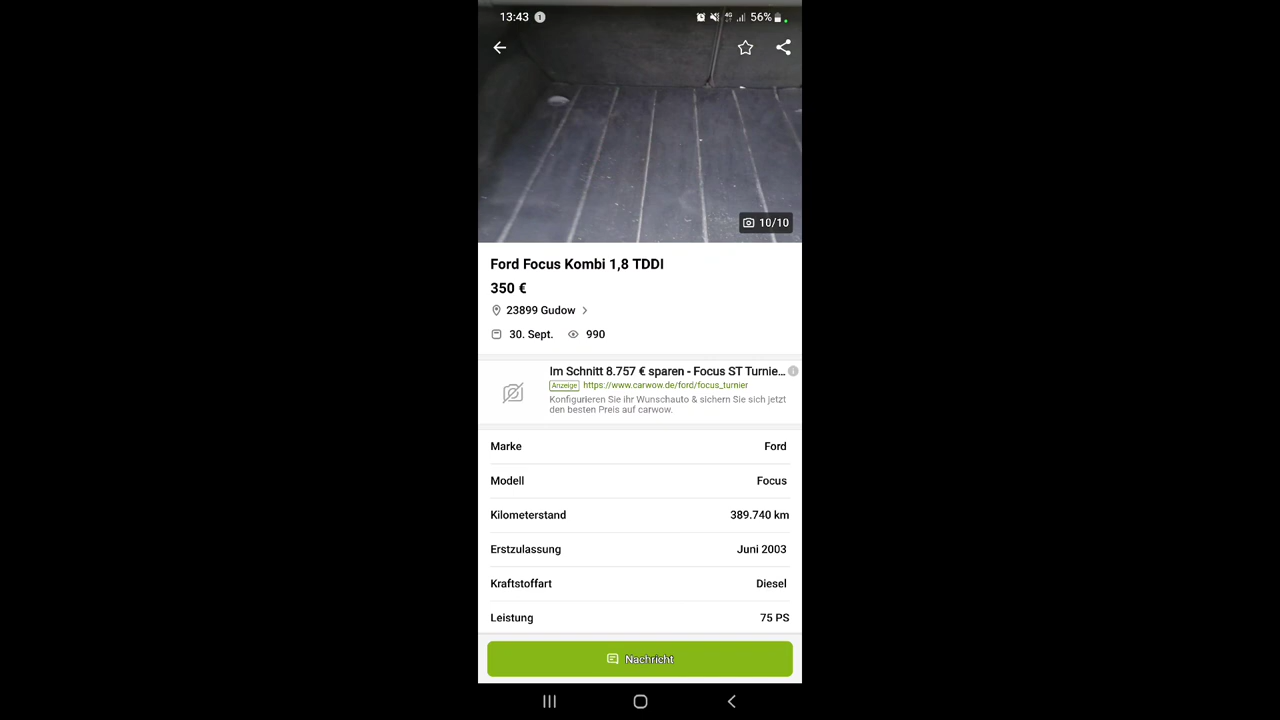 13:43 1 4G 56%
10/10
Ford Focus Kombi 1,8 TDDI
350 €
23899 Gudow
30. Sept. 990
Im Schnitt 8.757 € sparen - Focus ST Turnie...
Anzeige https://www.carwow.de/ford/focus_turnier
Konfigurieren Sie ihr Wunschauto & sichern Sie sich jetzt
den besten Preis auf carwow.
Marke Ford
Modell Focus
Kilometerstand 389.740 km
Erstzulassung Juni 2003
Kraftstoffart Diesel
Leistung 75 PS
Nachricht